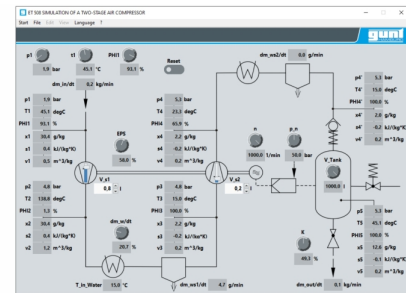 ET 500 SIMULATION OF A TWO-STAGE AIR COMPRESSOR
Start File Edit View Language ?
gunt
p1 t1 PHI1 Reset
1,9 bar 45,1 °C 93,1 %
dm_in/dt 0,2 kg/min
dm_ws2/dt 0,0 g/min
p1 1,9 bar
T1 45,1 degC
PHI1 93,1 %
x1 30,4 g/kg
s1 0,4 kJ/(kg*K)
v1 0,5 m^3/kg
p4 5,3 bar
T4 23,3 degC
PHI4 65,9 %
x4 2,2 g/kg
s4 -0,2 kJ/(kg*K)
v4 0,2 m^3/kg
p4' 5,3 bar
T4' 15,0 degC
PHI4' 100,0 %
x4' 2,0 g/kg
s4' -0,2 kJ/(kg*K)
v4' 0,2 m^3/kg
EPS
50,0 %
n
1000,0 1/min
p_n
50,0 bar
V_Tank
1000,0 l
V_s1
0,8 l
V_s2
0,2 l
p2 4,8 bar
T2 138,8 degC
PHI2 1,3 %
x2 30,4 g/kg
s2 0,4 kJ/(kg*K)
v2 1,2 m^3/kg
p3 4,8 bar
T3 15,0 degC
PHI3 100,0 %
x3 2,2 g/kg
s3 -0,2 kJ/(kg*K)
v3 0,2 m^3/kg
dm_w/dt
20,7 %
E
49,1 %
p5 5,3 bar
T5 45,1 degC
PHI5 100,0 %
x5 12,6 g/kg
s5 -0,1 kJ/(kg*K)
v5 0,2 m^3/kg
T_In_Water 15,0 °C
dm_ws1/dt 4,7 g/min
dm_out/dt 0,1 kg/min